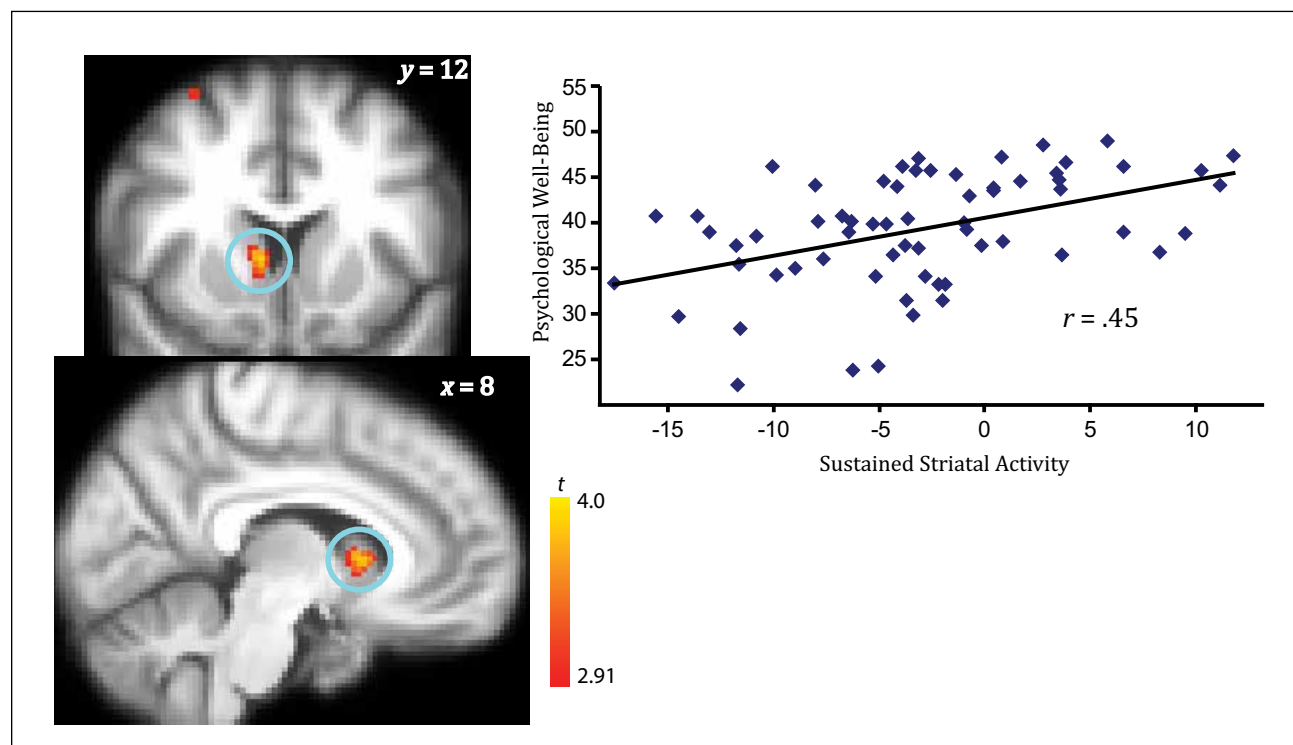 y = 12
x = 8
t
4.0
2.91
Psychological Well-Being
55
50
45
40
35
30
25
r = .45
-15 -10 -5 0 5 10
Sustained Striatal Activity